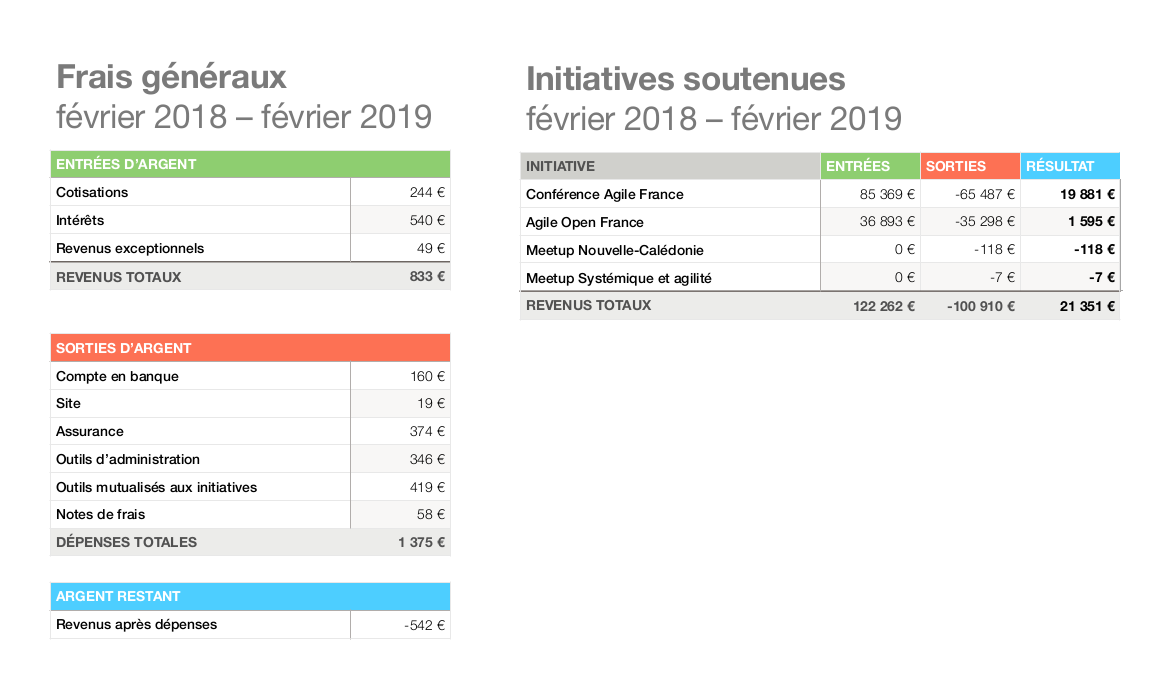 Frais généraux
février 2018 – février 2019
ENTRÉES D’ARGENT
Cotisations 244 €
Intérêts 540 €
Revenus exceptionnels 49 €
REVENUS TOTAUX 833 €
SORTIES D’ARGENT
Compte en banque 160 €
Site 19 €
Assurance 374 €
Outils d’administration 346 €
Outils mutualisés aux initiatives 419 €
Notes de frais 58 €
DÉPENSES TOTALES 1 375 €
ARGENT RESTANT
Revenus après dépenses -542 €
Initiatives soutenues
février 2018 – février 2019
INITIATIVE ENTRÉES SORTIES RÉSULTAT
Conférence Agile France 85 369 € -65 487 € 19 881 €
Agile Open France 36 893 € -35 298 € 1 595 €
Meetup Nouvelle-Calédonie 0 € -118 € -118 €
Meetup Systémique et agilité 0 € -7 € -7 €
REVENUS TOTAUX 122 262 € -100 910 € 21 351 €